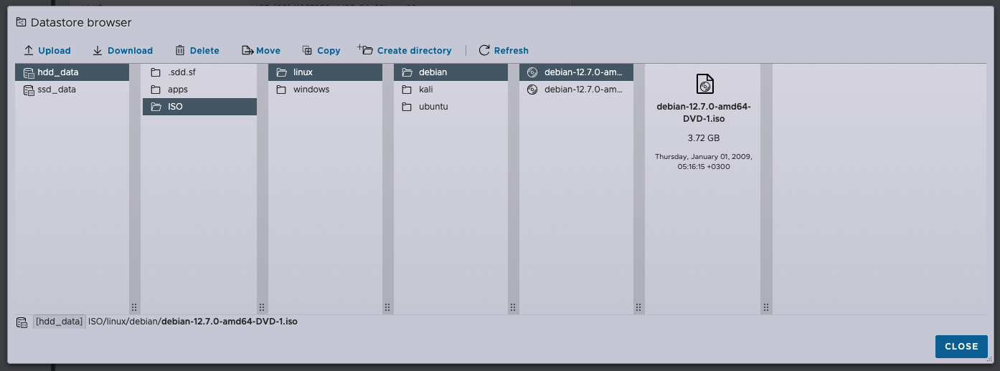 Datastore browser
Upload Download Delete Move Copy Create directory Refresh
hdd_data
ssd_data
.sdd.sf
apps
ISO
linux
windows
debian
kali
ubuntu
debian-12.7.0-am...
debian-12.7.0-am...
debian-12.7.0-amd64-
DVD-1.iso
3.72 GB
Thursday, January 01, 2009,
05:16:15 +0300
[hdd_data] ISO/linux/debian/debian-12.7.0-amd64-DVD-1.iso
CLOSE